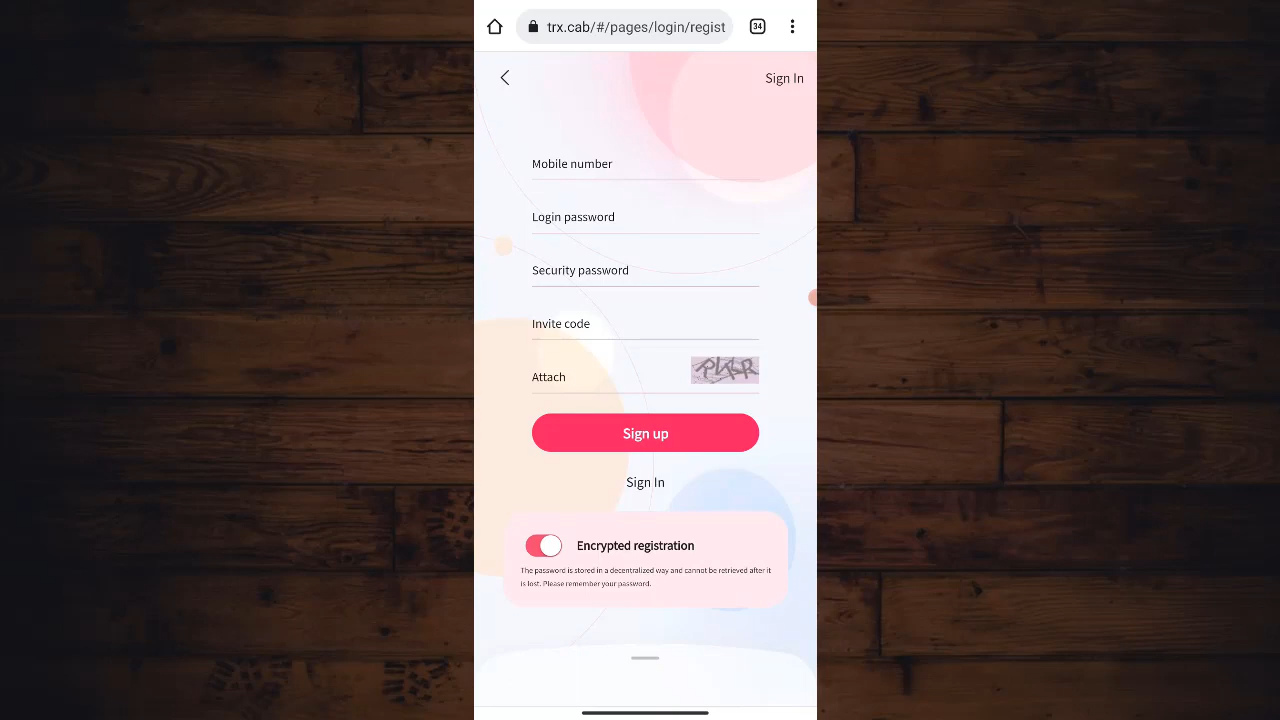 trx.cab/#/pages/login/regist
34
Sign In
Mobile number
Login password
Security password
Invite code
Attach
Sign up
Sign In
Encrypted registration
The password is stored in a decentralized way and cannot be retrieved after it
is lost. Please remember your password.